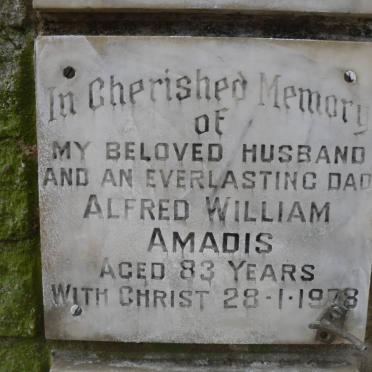 In Cherished Memory
of
MY BELOVED HUSBAND
AND AN EVERLASTING DAD
ALFRED WILLIAM
AMADIS
AGED 83 YEARS
WITH CHRIST 28-1-1978